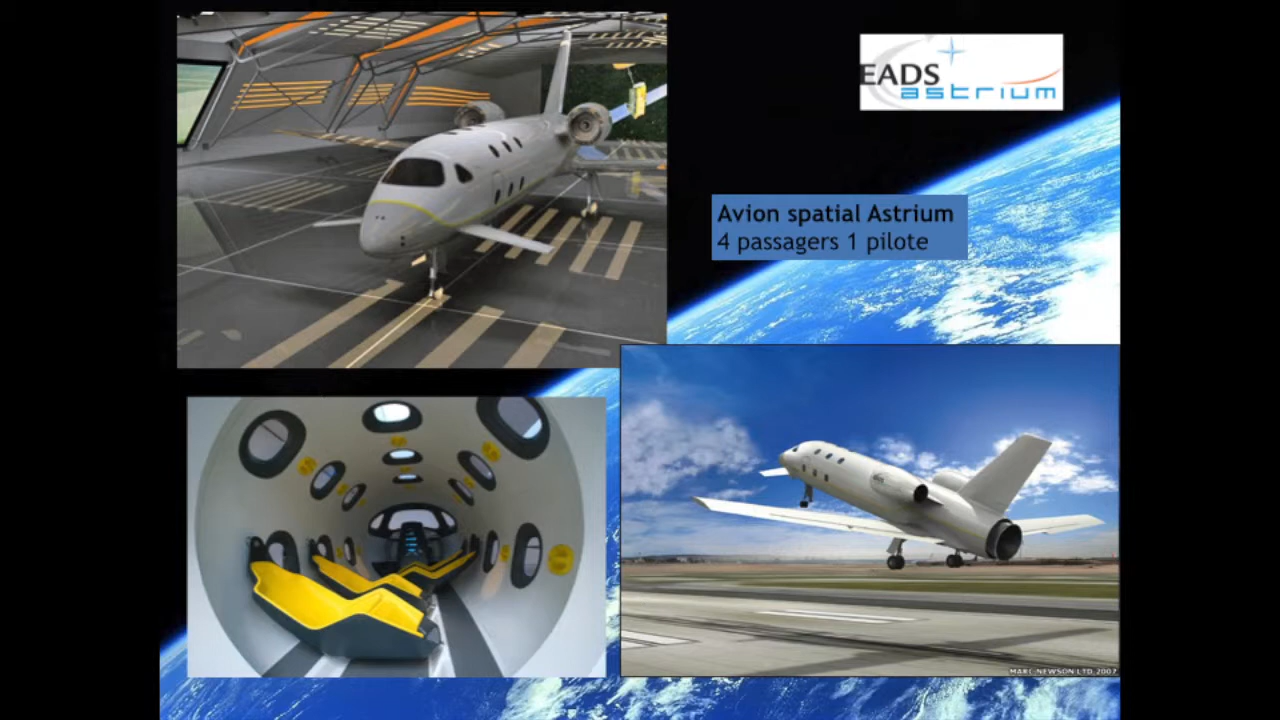 EADS
astrium
Avion spatial Astrium
4 passagers 1 pilote
MARC NEWSON LTD 2007